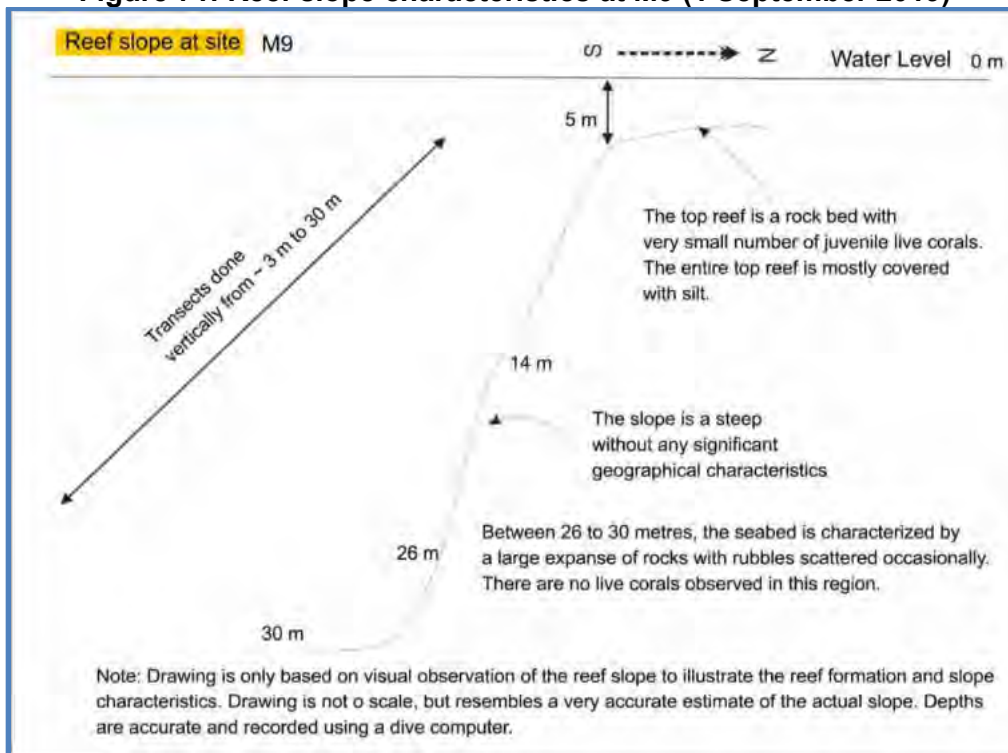 Reef slope at site M9
S N Water Level 0 m
5 m
Transects done
vertically from ~ 3 m to 30 m
The top reef is a rock bed with
very small number of juvenile live corals.
The entire top reef is mostly covered
with silt.
14 m
The slope is a steep
without any significant
geographical characteristics
Between 26 to 30 metres, the seabed is characterized by
a large expanse of rocks with rubbles scattered occasionally.
There are no live corals observed in this region.
26 m
30 m
Note: Drawing is only based on visual observation of the reef slope to illustrate the reef formation and slope
characteristics. Drawing is not o scale, but resembles a very accurate estimate of the actual slope. Depths
are accurate and recorded using a dive computer.